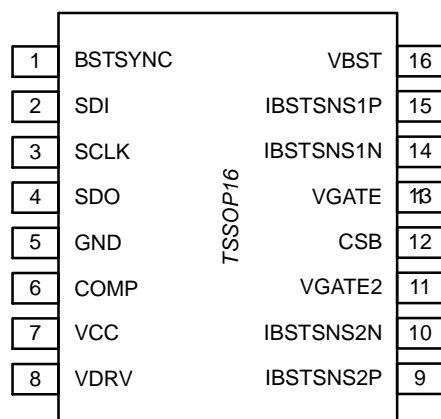 1 BSTSYNC VBST 16
2 SDI IBSTSNS1P 15
3 SCLK IBSTSNS1N 14
4 SDO VGATE 13
5 GND CSB 12
6 COMP VGATE2 11
7 VCC IBSTSNS2N 10
8 VDRV IBSTSNS2P 9
TSSOP16